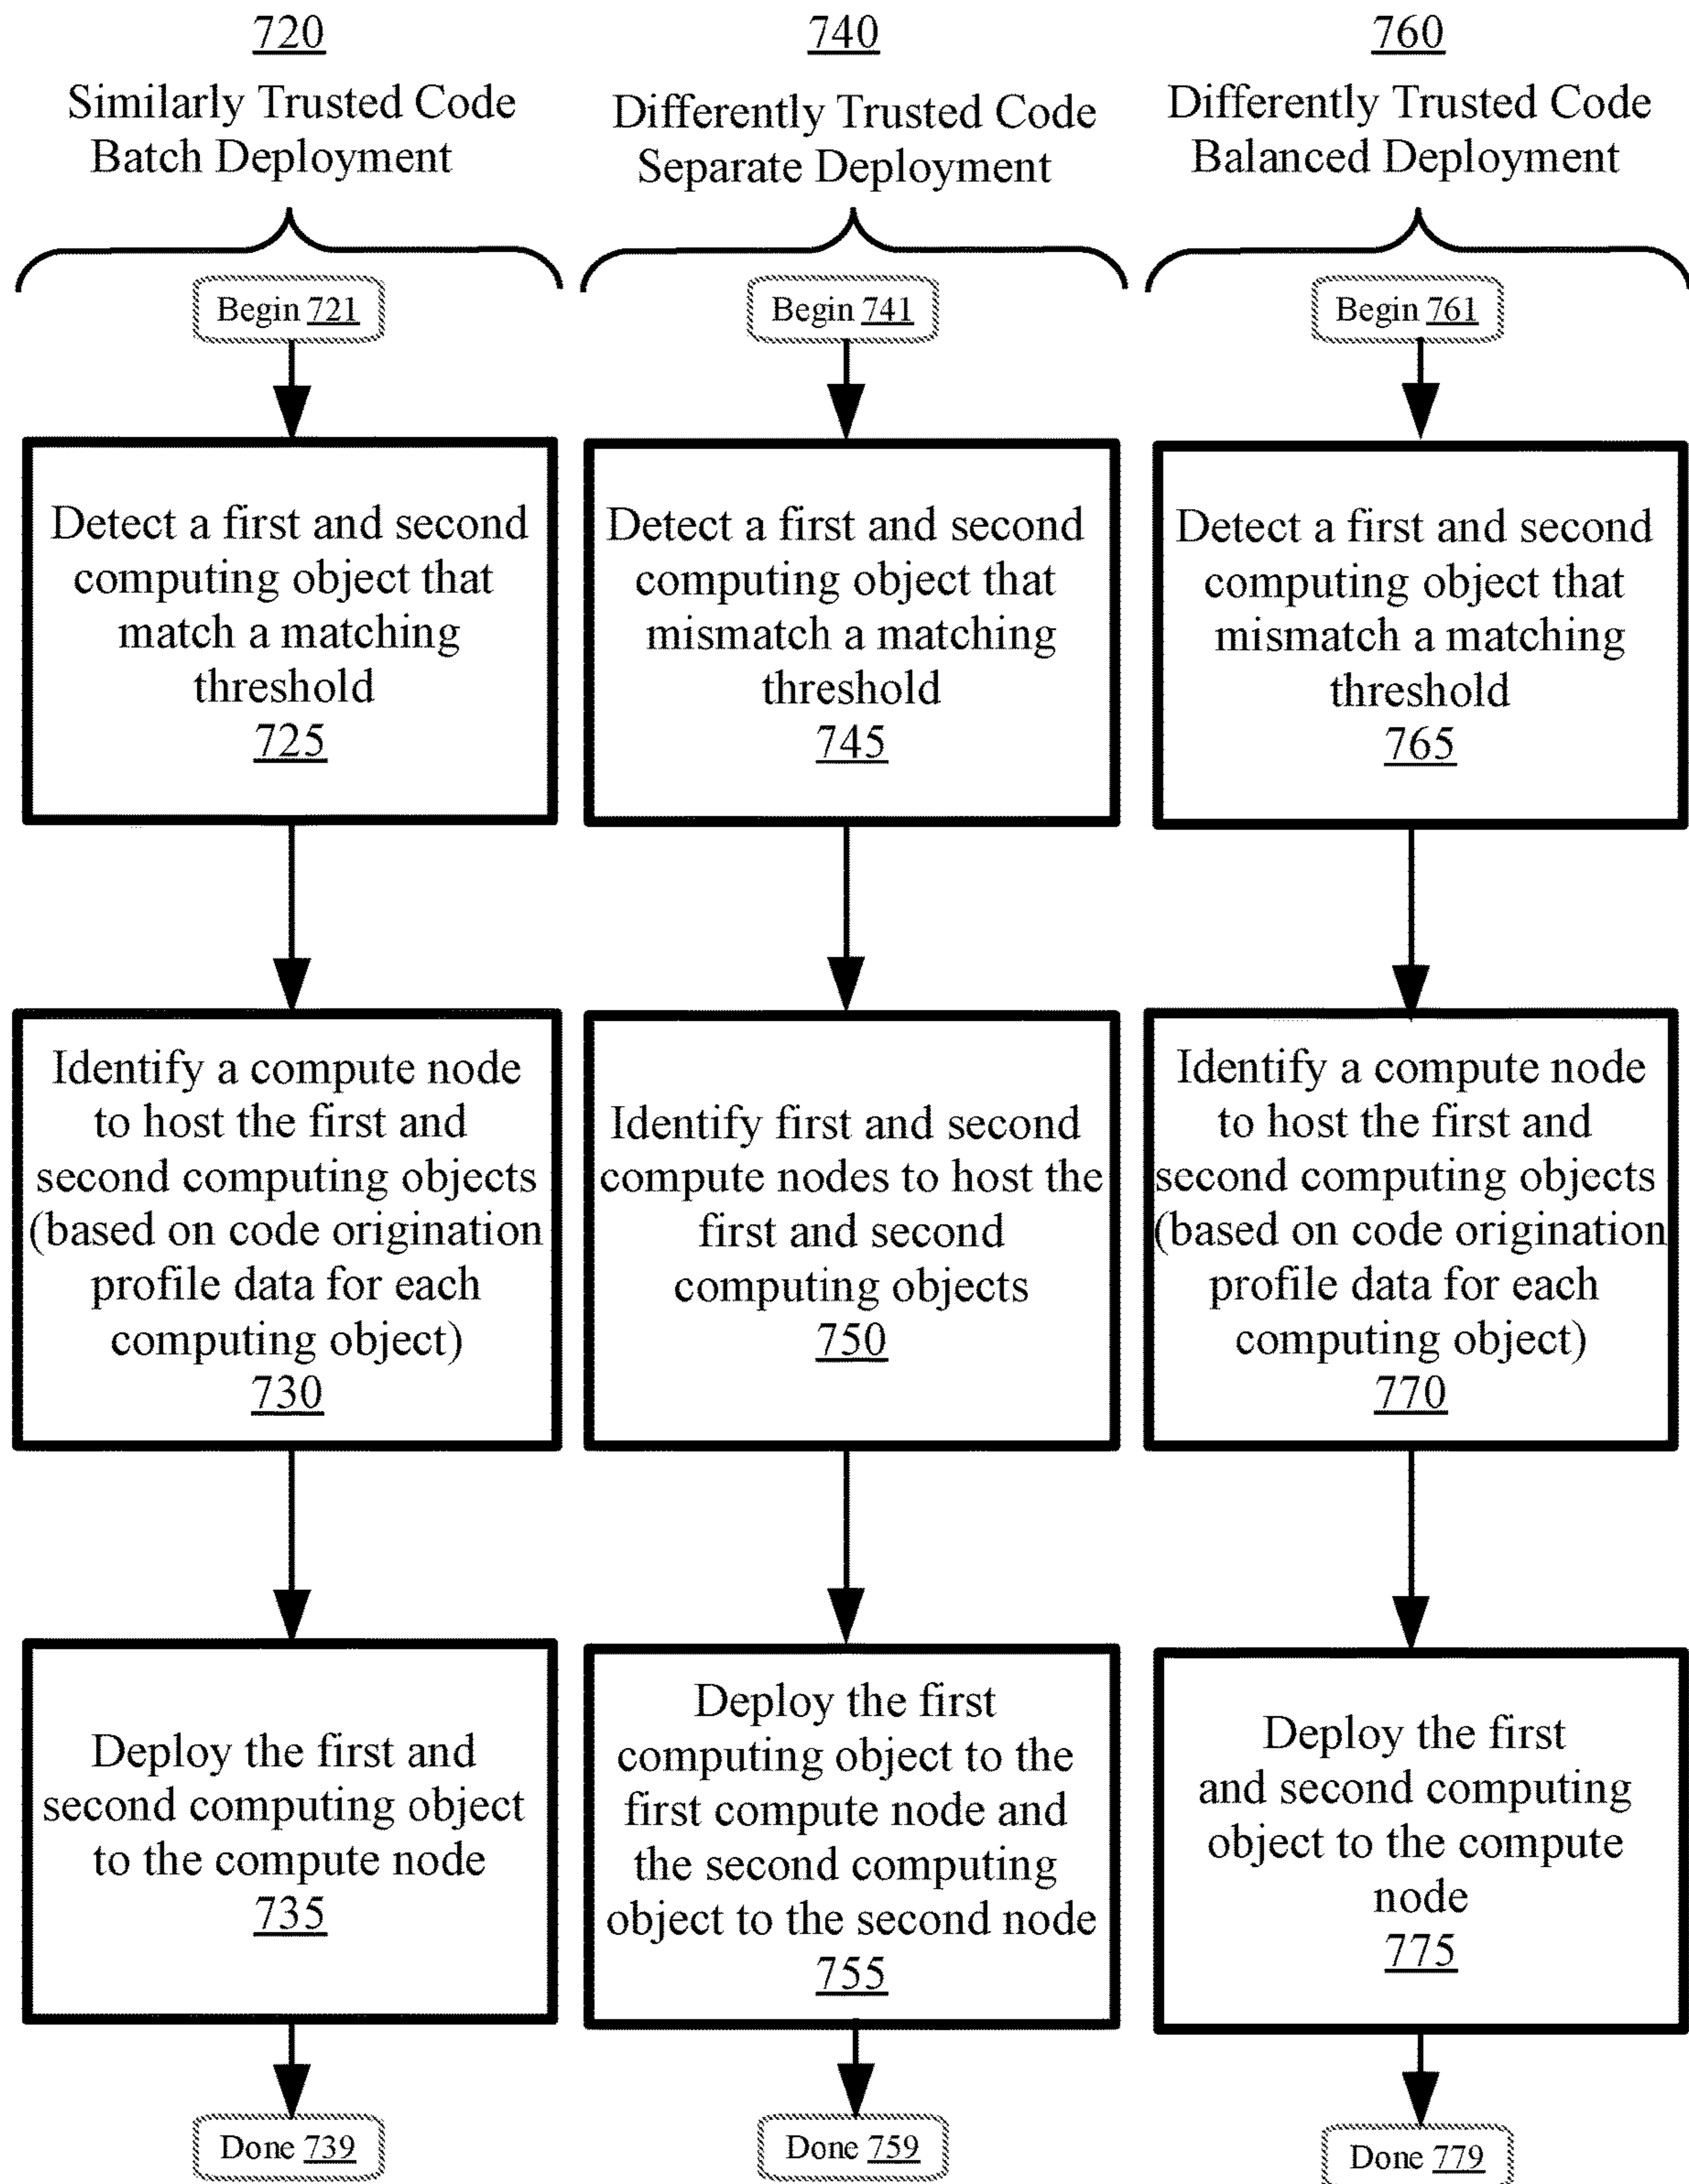 720
Similarly Trusted Code
Batch Deployment
Begin 721
Detect a first and second
computing object that
match a matching
threshold
725
Identify a compute node
to host the first and
second computing objects
(based on code origination
profile data for each
computing object)
730
Deploy the first and
second computing object
to the compute node
735
Done 739
740
Differently Trusted Code
Separate Deployment
Begin 741
Detect a first and second
computing object that
mismatch a matching
threshold
745
Identify first and second
compute nodes to host the
first and second
computing objects
750
Deploy the first
computing object to the
first compute node and
the second computing
object to the second node
755
Done 759
760
Differently Trusted Code
Balanced Deployment
Begin 761
Detect a first and second
computing object that
mismatch a matching
threshold
765
Identify a compute node
to host the first and
second computing objects
(based on code origination
profile data for each
computing object)
770
Deploy the first
and second computing
object to the compute
node
775
Done 779